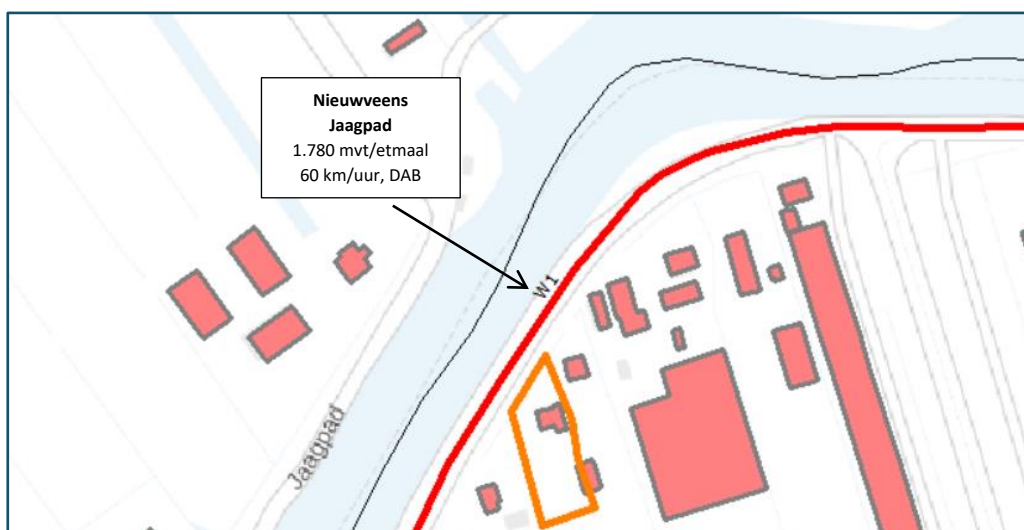 Nieuwveens
Jaagpad
1.780 mvt/etmaal
60 km/uur, DAB
W1
Jaagpad